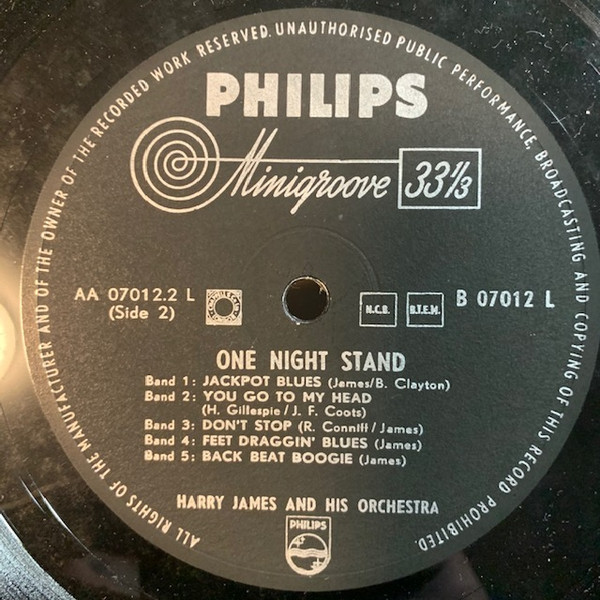 ALL RIGHTS OF THE MANUFACTURER AND OF THE OWNER OF THE RECORDED WORK RESERVED. UNAUTHORISED PUBLIC PERFORMANCE, BROADCASTING AND COPYING OF THIS RECORD PROHIBITED.
PHILIPS
Minigroove 33⅓
AA 07012.2 L
(Side 2)
N.C.B. B.I.E.M.
B 07012 L
ONE NIGHT STAND
Band 1: JACKPOT BLUES (James/B. Clayton)
Band 2: YOU GO TO MY HEAD
(H. Gillespie/J. F. Coots)
Band 3: DON'T STOP (R. Conniff/James)
Band 4: FEET DRAGGIN' BLUES (James)
Band 5: BACK BEAT BOOGIE (James)
HARRY JAMES AND HIS ORCHESTRA
PHILIPS